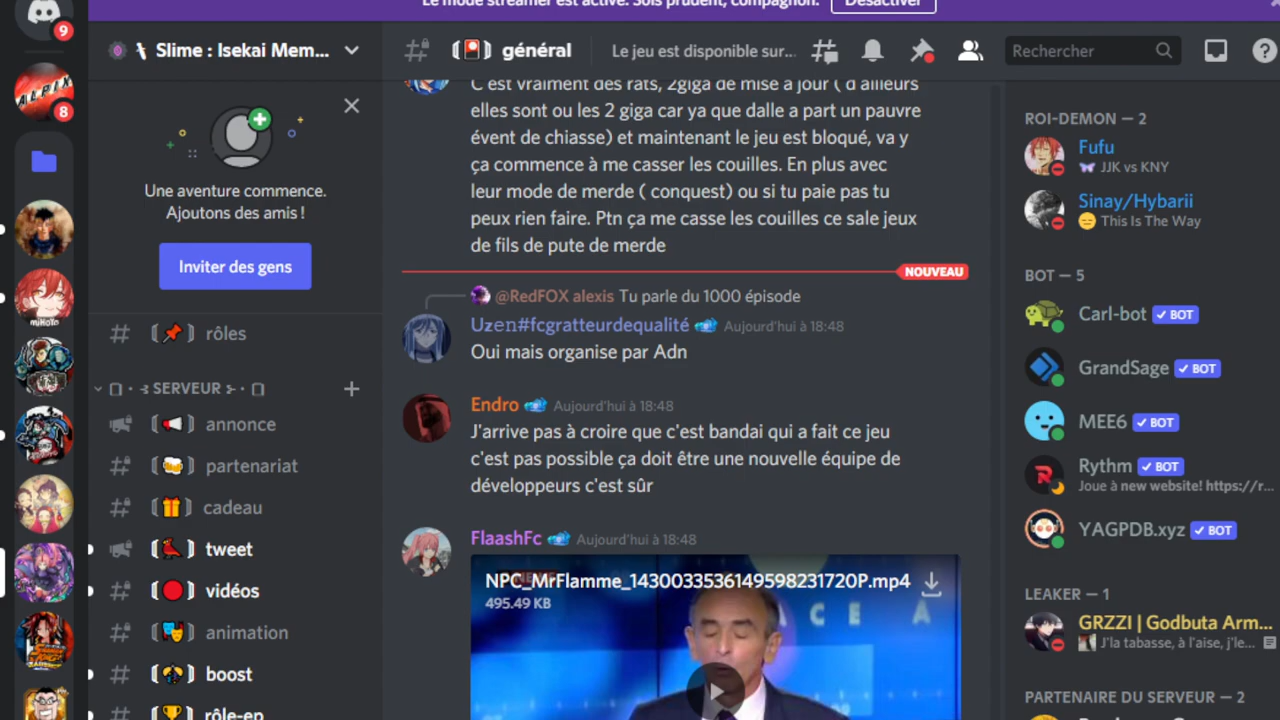 Le mode streamer est activé. Sois prudent, compagnon.
Désactiver
9
ALPIX
8
miHoYo
Slime : Isekai Mem...
Une aventure commence.
Ajoutons des amis !
Inviter des gens
rôles
SERVEUR
annonce
partenariat
cadeau
tweet
vidéos
animation
boost
rôle-ep
général
Le jeu est disponible sur...
Rechercher
C'est vraiment des rats, 2giga de mise à jour ( d'ailleurs
elles sont ou les 2 giga car ya que dalle a part un pauvre
évent de chiasse) et maintenant le jeu est bloqué, va y
ça commence à me casser les couilles. En plus avec
leur mode de merde ( conquest) ou si tu paie pas tu
peux rien faire. Ptn ça me casse les couilles ce sale jeux
de fils de pute de merde
NOUVEAU
@RedFOX alexis Tu parle du 1000 épisode
Uzen#fcgratteurdequalité Aujourd'hui à 18:48
Oui mais organise par Adn
Endro Aujourd'hui à 18:48
J'arrive pas à croire que c'est bandai qui a fait ce jeu
c'est pas possible ça doit être une nouvelle équipe de
développeurs c'est sûr
FlaashFc Aujourd'hui à 18:48
NPC_MrFlamme_1430033536149598231720P.mp4
495.49 KB
A C E À
ROI-DEMON — 2
Fufu
JJK vs KNY
Sinay/Hybarii
This Is The Way
BOT — 5
Carl-bot ✓ BOT
GrandSage ✓ BOT
MEE6 ✓ BOT
Rythm ✓ BOT
Joue à new website! https://r...
YAGPDB.xyz ✓ BOT
LEAKER — 1
GRZZI | Godbuta Arm...
J'la tabasse, à l'aise, j'le...
PARTENAIRE DU SERVEUR — 2